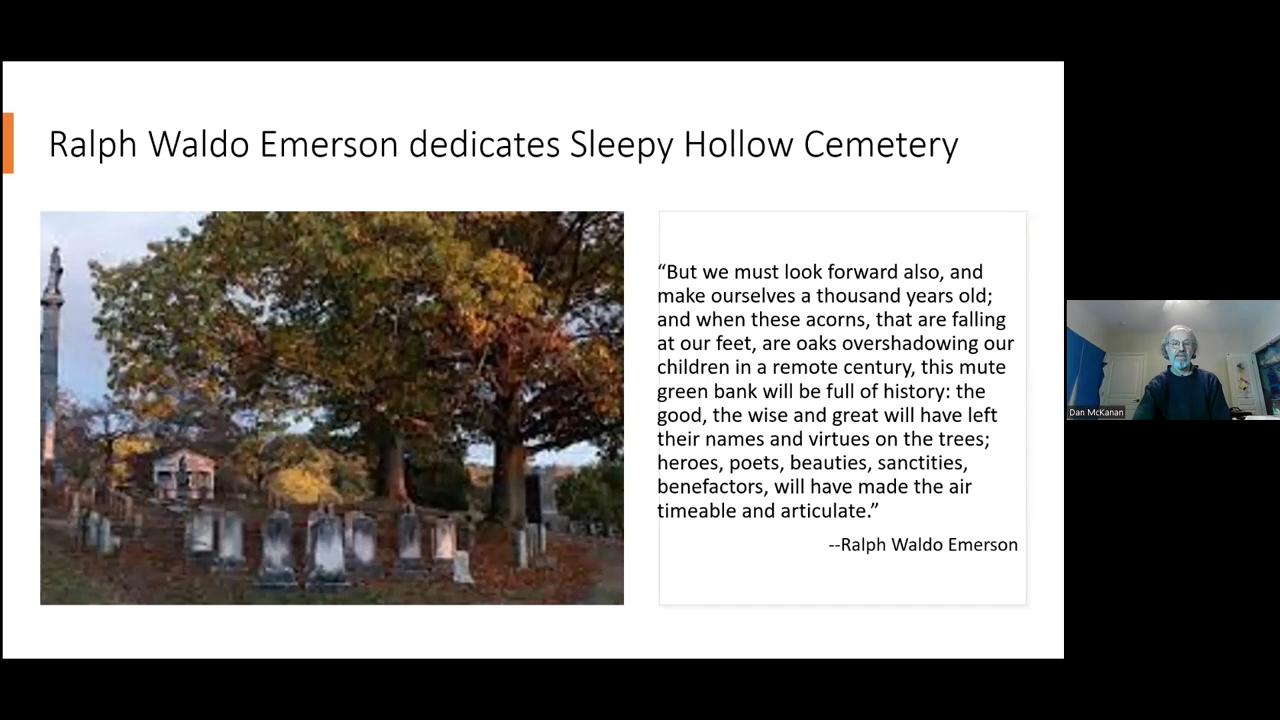 Ralph Waldo Emerson dedicates Sleepy Hollow Cemetery
“But we must look forward also, and
make ourselves a thousand years old;
and when these acorns, that are falling
at our feet, are oaks overshadowing our
children in a remote century, this mute
green bank will be full of history: the
good, the wise and great will have left
their names and virtues on the trees;
heroes, poets, beauties, sanctities,
benefactors, will have made the air
timeable and articulate.”
--Ralph Waldo Emerson
Dan McKanan